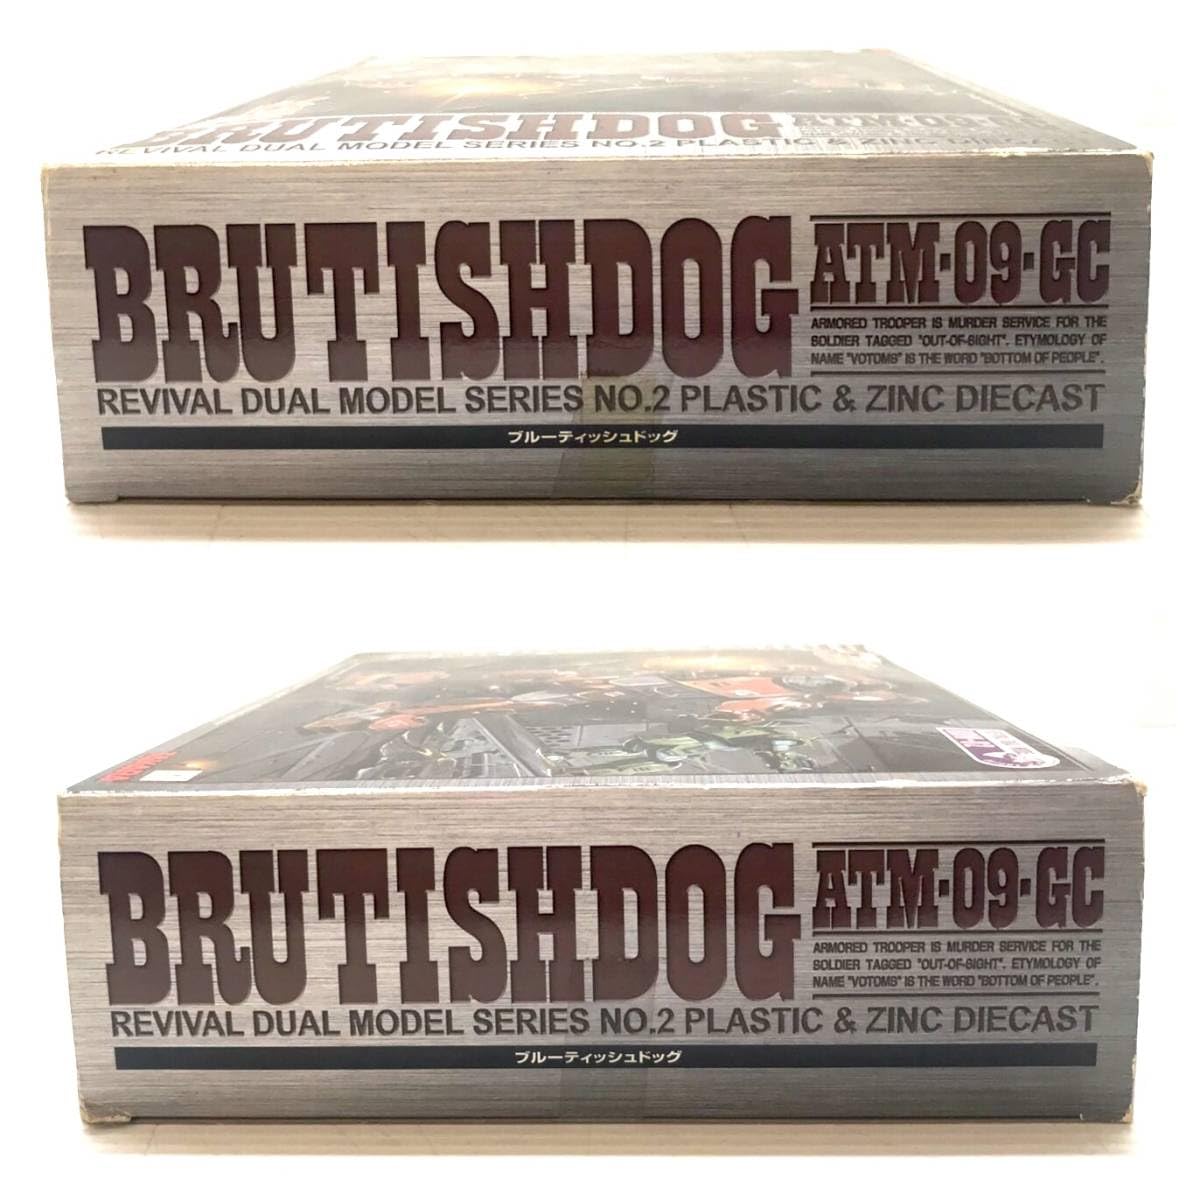 BRUTISHDOG
REVIVAL DUAL MODEL SERIES NO.2 PLASTIC & ZINC DIECAST
BRUTISHDOG
ATM-09-GC
ARMORED TROOPER IS MURDER SERVICE FOR THE
SOLDIER TAGGED "OUT-OF-SIGHT". ETYMOLOGY OF
NAME "VOTOMS" IS THE WORD "BOTTOM OF PEOPLE".
REVIVAL DUAL MODEL SERIES NO.2 PLASTIC & ZINC DIECAST
ブルーティッシュドッグ
BRUTISHDOG
ATM-09-GC
ARMORED TROOPER IS MURDER SERVICE FOR THE
SOLDIER TAGGED "OUT-OF-SIGHT". ETYMOLOGY OF
NAME "VOTOMS" IS THE WORD "BOTTOM OF PEOPLE".
REVIVAL DUAL MODEL SERIES NO.2 PLASTIC & ZINC DIECAST
ブルーティッシュドッグ